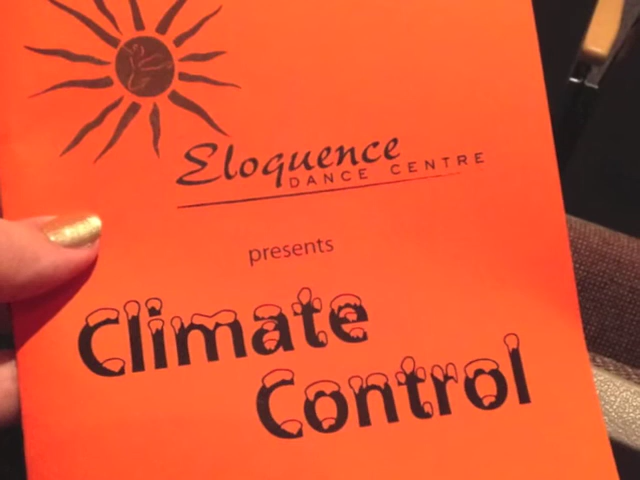 Eloquence
DANCE CENTRE
presents
Climate
Control